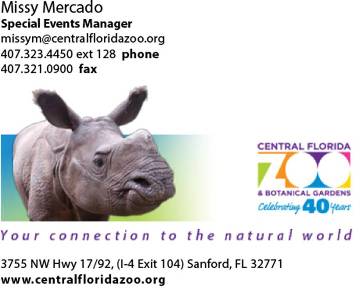 Missy Mercado
Special Events Manager
missym@centralfloridazoo.org
407.323.4450 ext 128 phone
407.321.0900 fax
CENTRAL FLORIDA
ZOO
& BOTANICAL GARDENS
Celebrating 40 Years
Your connection to the natural world
3755 NW Hwy 17/92, (I-4 Exit 104) Sanford, FL 32771
www.centralfloridazoo.org